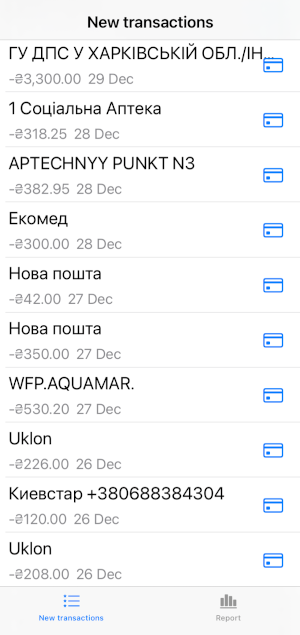 New transactions
ГУ ДПС У ХАРКІВСЬКІЙ ОБЛ./ІН...
-₴3,300.00 29 Dec
1 Соціальна Аптека
-₴318.25 28 Dec
APTECHNYY PUNKT N3
-₴382.95 28 Dec
Екомед
-₴300.00 28 Dec
Нова пошта
-₴42.00 27 Dec
Нова пошта
-₴350.00 27 Dec
WFP.AQUAMAR.
-₴530.20 27 Dec
Uklon
-₴226.00 26 Dec
Киевстар +380688384304
-₴120.00 26 Dec
Uklon
-₴208.00 26 Dec
New transactions
Report